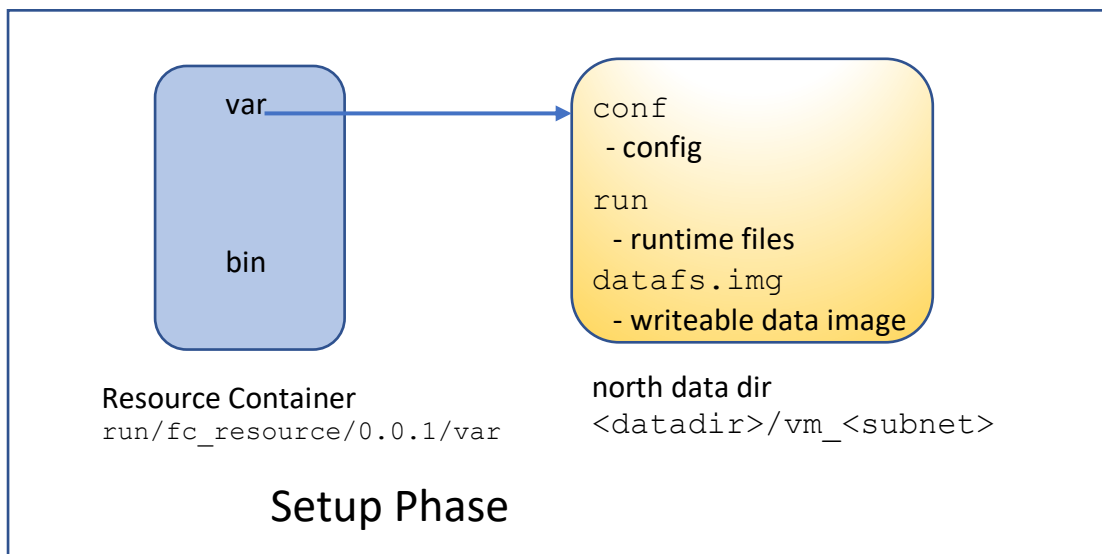 var
bin
Resource Container
run/fc_resource/0.0.1/var
conf
- config
run
- runtime files
datafs.img
- writeable data image
north data dir
<datadir>/vm_<subnet>
Setup Phase